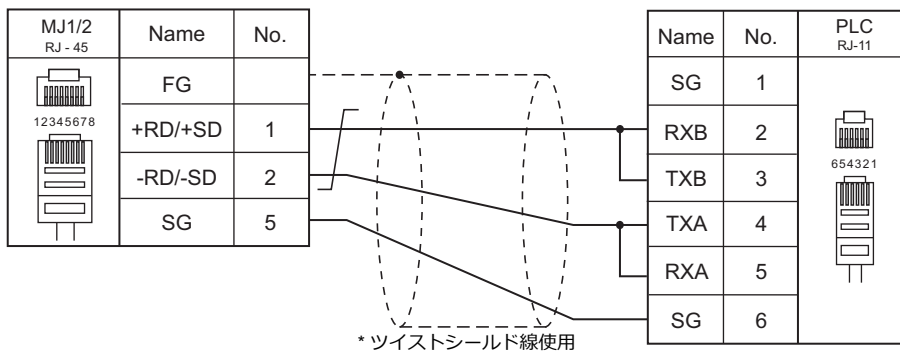 MJ1/2 Name No.
RJ - 45
12345678
FG
+RD/+SD 1
-RD/-SD 2
SG 5
Name No. PLC
RJ-11
SG 1
RXB 2
TXB 3
654321
TXA 4
RXA 5
SG 6
* ツイストシールド線使用